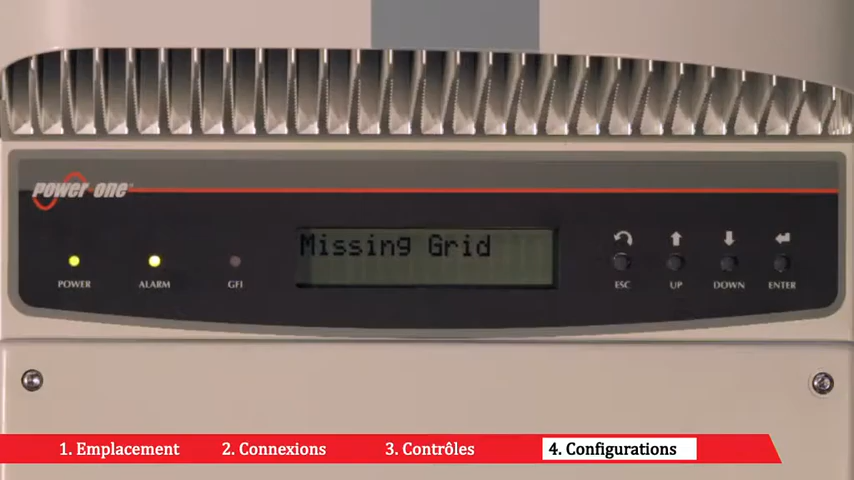 power-one
Missing Grid
POWER
ALARM
GFI
ESC
UP
DOWN
ENTER
1. Emplacement
2. Connexions
3. Contrôles
4. Configurations